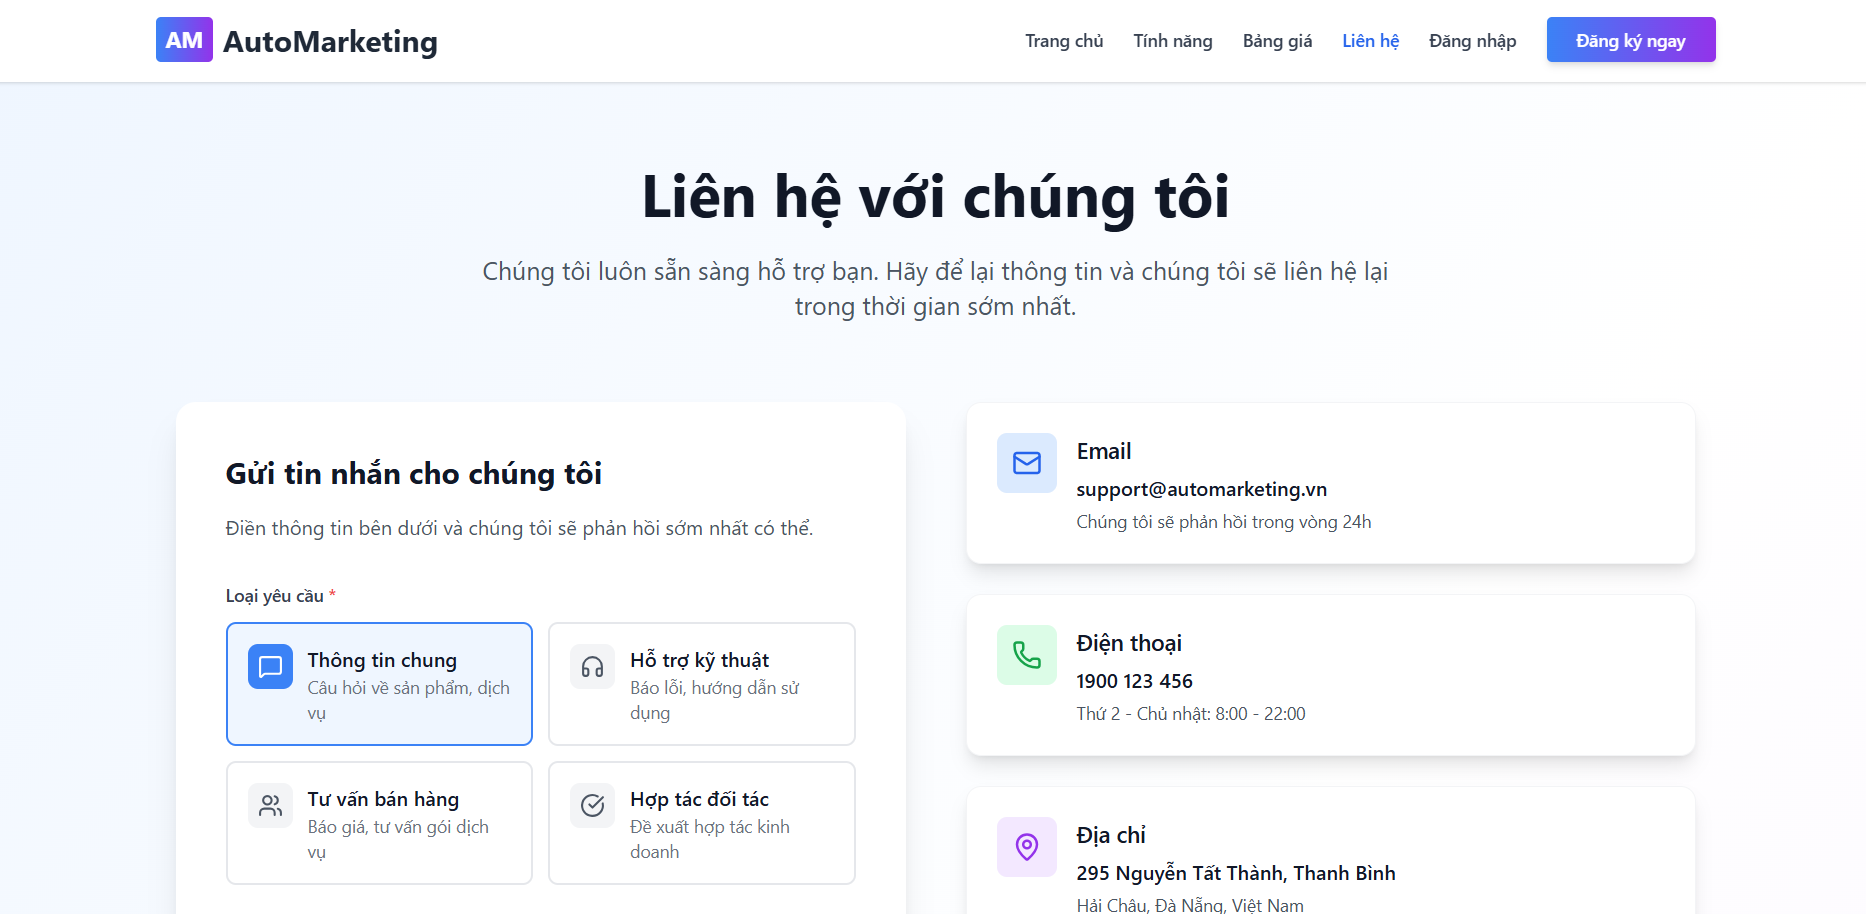 AM AutoMarketing
Trang chủ Tính năng Bảng giá Liên hệ Đăng nhập Đăng ký ngay
Liên hệ với chúng tôi
Chúng tôi luôn sẵn sàng hỗ trợ bạn. Hãy để lại thông tin và chúng tôi sẽ liên hệ lại
trong thời gian sớm nhất.
Gửi tin nhắn cho chúng tôi
Điền thông tin bên dưới và chúng tôi sẽ phản hồi sớm nhất có thể.
Loại yêu cầu *
Thông tin chung
Câu hỏi về sản phẩm, dịch
vụ
Hỗ trợ kỹ thuật
Báo lỗi, hướng dẫn sử
dụng
Tư vấn bán hàng
Báo giá, tư vấn gói dịch
vụ
Hợp tác đối tác
Đề xuất hợp tác kinh
doanh
Email
support@automarketing.vn
Chúng tôi sẽ phản hồi trong vòng 24h
Điện thoại
1900 123 456
Thứ 2 - Chủ nhật: 8:00 - 22:00
Địa chỉ
295 Nguyễn Tất Thành, Thanh Bình
Hải Châu, Đà Nẵng, Việt Nam